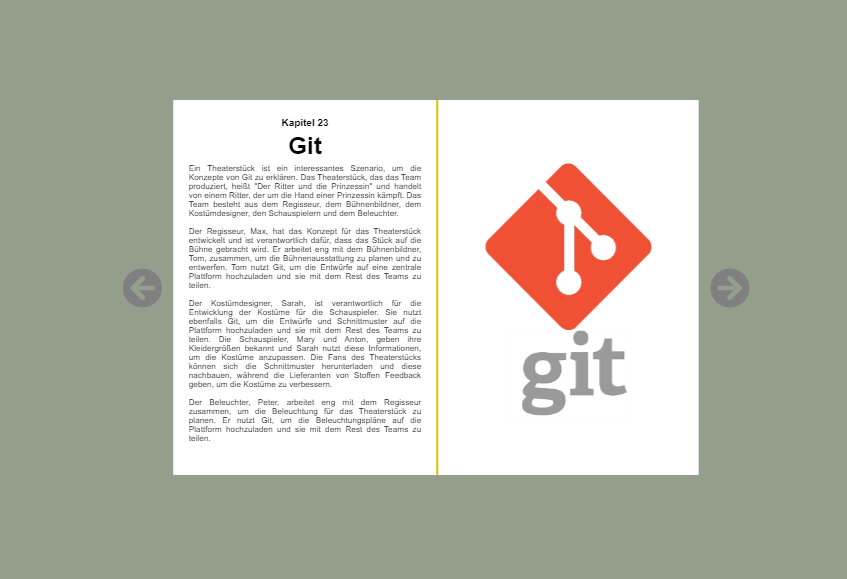 Kapitel 23
Git
Ein Theaterstück ist ein interessantes Szenario, um die
Konzepte von Git zu erklären. Das Theaterstück, das das Team
produziert, heißt "Der Ritter und die Prinzessin" und handelt
von einem Ritter, der um die Hand einer Prinzessin kämpft. Das
Team besteht aus dem Regisseur, dem Bühnenbildner, dem
Kostümdesigner, den Schauspielern und dem Beleuchter.
Der Regisseur, Max, hat das Konzept für das Theaterstück
entwickelt und ist verantwortlich dafür, dass das Stück auf die
Bühne gebracht wird. Er arbeitet eng mit dem Bühnenbildner,
Tom, zusammen, um die Bühnenausstattung zu planen und zu
entwerfen. Tom nutzt Git, um die Entwürfe auf eine zentrale
Plattform hochzuladen und sie mit dem Rest des Teams zu
teilen.
Der Kostümdesigner, Sarah, ist verantwortlich für die
Entwicklung der Kostüme für die Schauspieler. Sie nutzt
ebenfalls Git, um die Entwürfe und Schnittmuster auf die
Plattform hochzuladen und sie mit dem Rest des Teams zu
teilen. Die Schauspieler, Mary und Anton, geben ihre
Kleidergrößen bekannt und Sarah nutzt diese Informationen,
um die Kostüme anzupassen. Die Fans des Theaterstücks
können sich die Schnittmuster herunterladen und diese
nachbauen, während die Lieferanten von Stoffen Feedback
geben, um die Kostüme zu verbessern.
Der Beleuchter, Peter, arbeitet eng mit dem Regisseur
zusammen, um die Beleuchtung für das Theaterstück zu
planen. Er nutzt Git, um die Beleuchtungspläne auf die
Plattform hochzuladen und sie mit dem Rest des Teams zu
teilen.
git